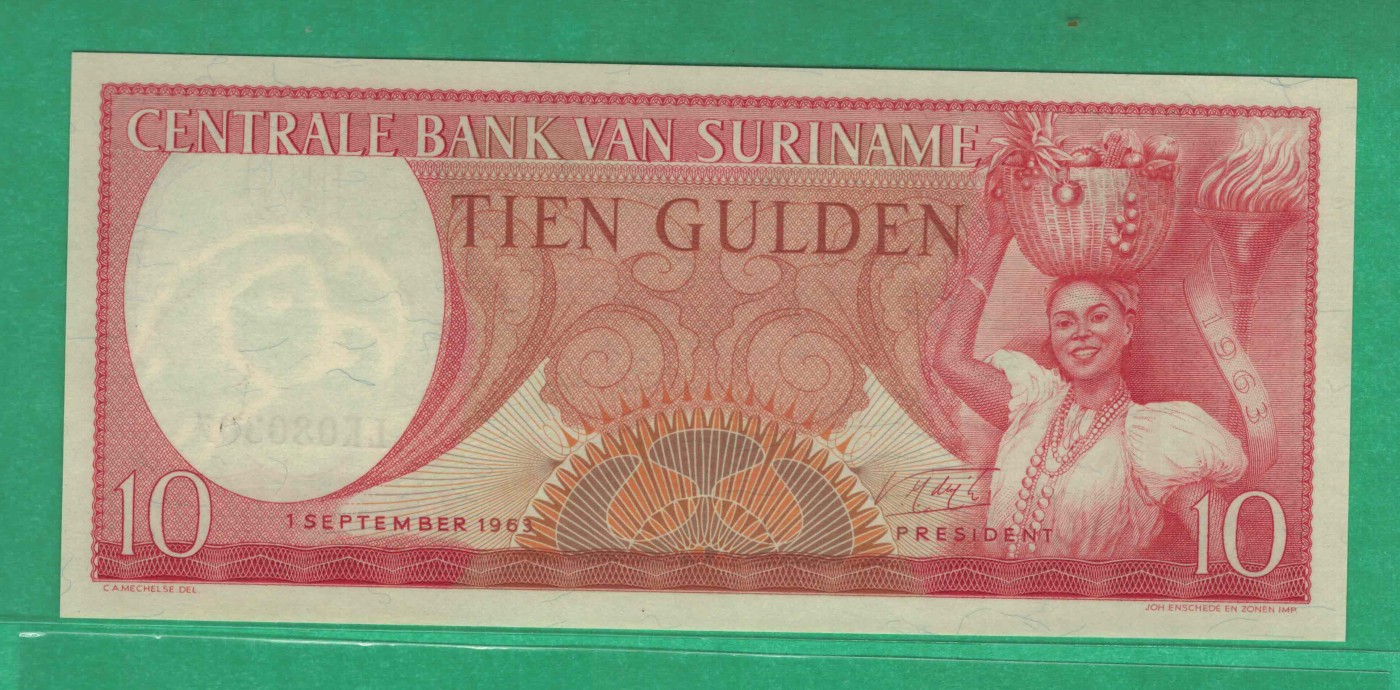 CENTRALE BANK VAN SURINAME
TIEN GULDEN
1963
10
1 SEPTEMBER 1963
PRESIDENT
10
C.A.MECHELSE.DEL.
JOH. ENSCHEDE EN ZONEN IMP.